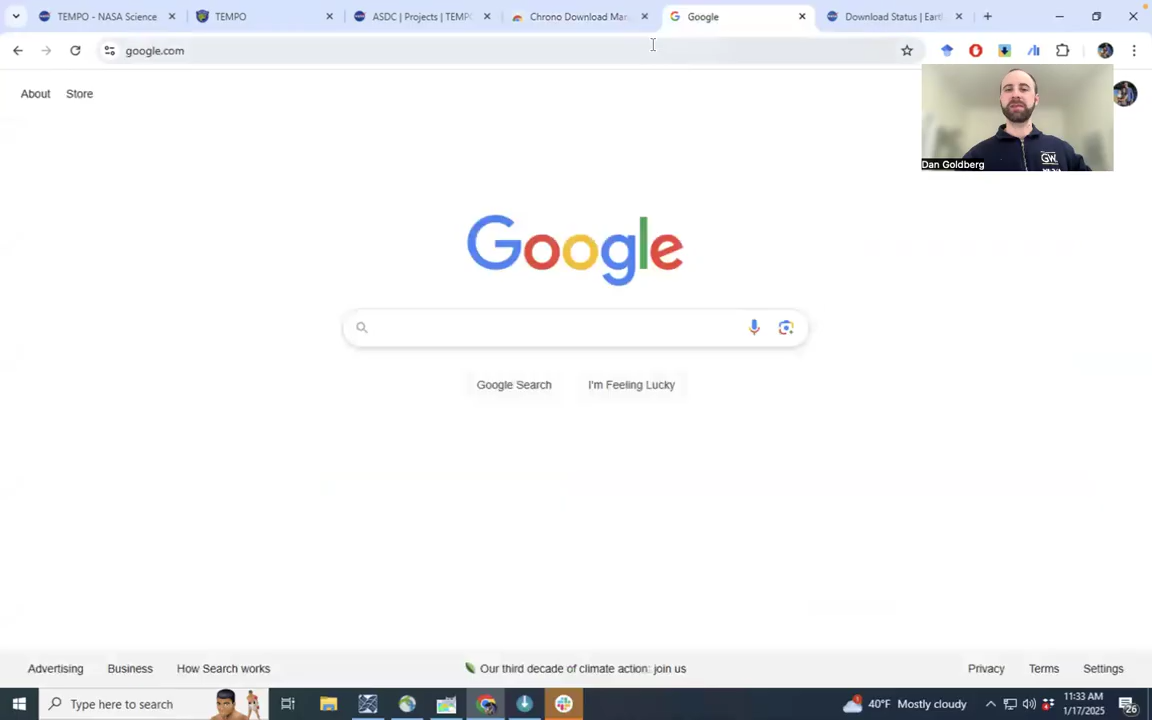 TEMPO - NASA Science
TEMPO
ASDC | Projects | TEMP
Chrono Download Man
Google
Download Status | Eart
google.com
About
Store
GW
Dan Goldberg
Google
Google Search
I'm Feeling Lucky
Our third decade of climate action: join us
Advertising
Business
How Search works
Privacy
Terms
Settings
Type here to search
40°F Mostly cloudy
11:33 AM
1/17/2025
26